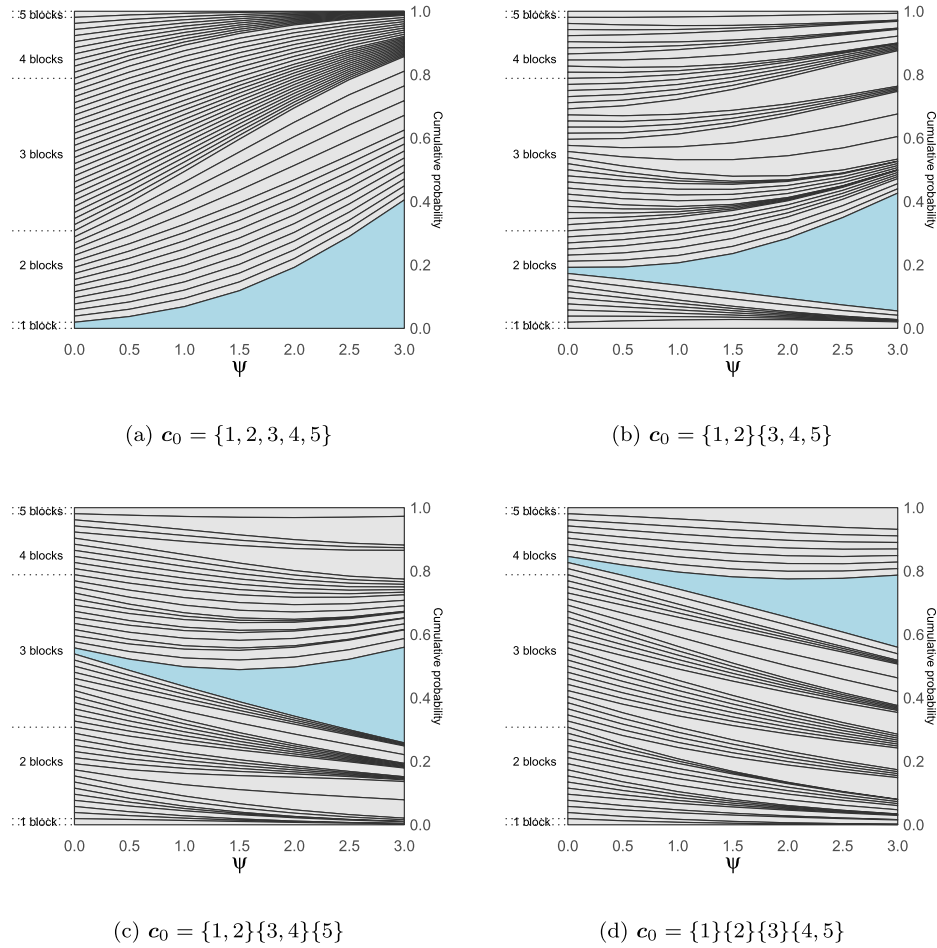 5 blocks
4 blocks
3 blocks
2 blocks
1 block
1.0
0.8
0.6
0.4
0.2
0.0
Cumulative probability
0.0 0.5 1.0 1.5 2.0 2.5 3.0
ψ
(a) c₀ = {1, 2, 3, 4, 5}
5 blocks
4 blocks
3 blocks
2 blocks
1 block
1.0
0.8
0.6
0.4
0.2
0.0
Cumulative probability
0.0 0.5 1.0 1.5 2.0 2.5 3.0
ψ
(b) c₀ = {1, 2}{3, 4, 5}
5 blocks
4 blocks
3 blocks
2 blocks
1 block
1.0
0.8
0.6
0.4
0.2
0.0
Cumulative probability
0.0 0.5 1.0 1.5 2.0 2.5 3.0
ψ
(c) c₀ = {1, 2}{3, 4}{5}
5 blocks
4 blocks
3 blocks
2 blocks
1 block
1.0
0.8
0.6
0.4
0.2
0.0
Cumulative probability
0.0 0.5 1.0 1.5 2.0 2.5 3.0
ψ
(d) c₀ = {1}{2}{3}{4, 5}